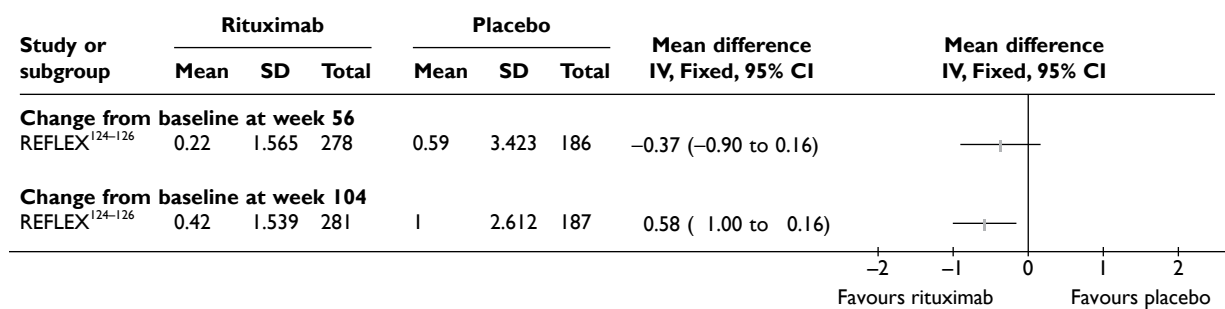 Rituximab Placebo
Study or subgroup Mean SD Total Mean SD Total Mean difference IV, Fixed, 95% CI Mean difference IV, Fixed, 95% CI
Change from baseline at week 56
REFLEX124–126 0.22 1.565 278 0.59 3.423 186 –0.37 (–0.90 to 0.16)
Change from baseline at week 104
REFLEX124–126 0.42 1.539 281 1 2.612 187 0.58 ( 1.00 to 0.16)
–2 –1 0 1 2
Favours rituximab Favours placebo